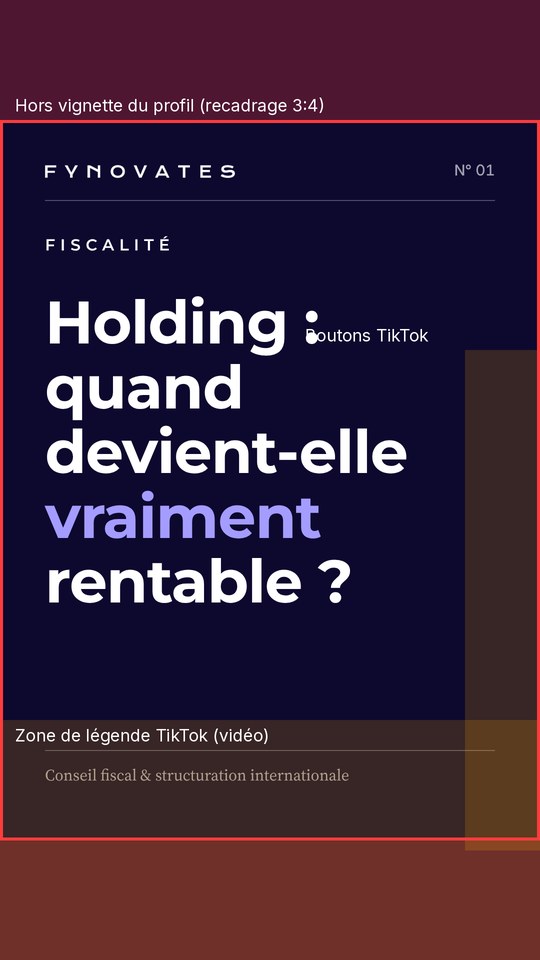 Hors vignette du profil (recadrage 3:4)
FYNOVATES
N° 01
FISCALITÉ
Holding :
Boutons TikTok
quand
devient-elle
vraiment
rentable ?
Zone de légende TikTok (vidéo)
Conseil fiscal & structuration internationale